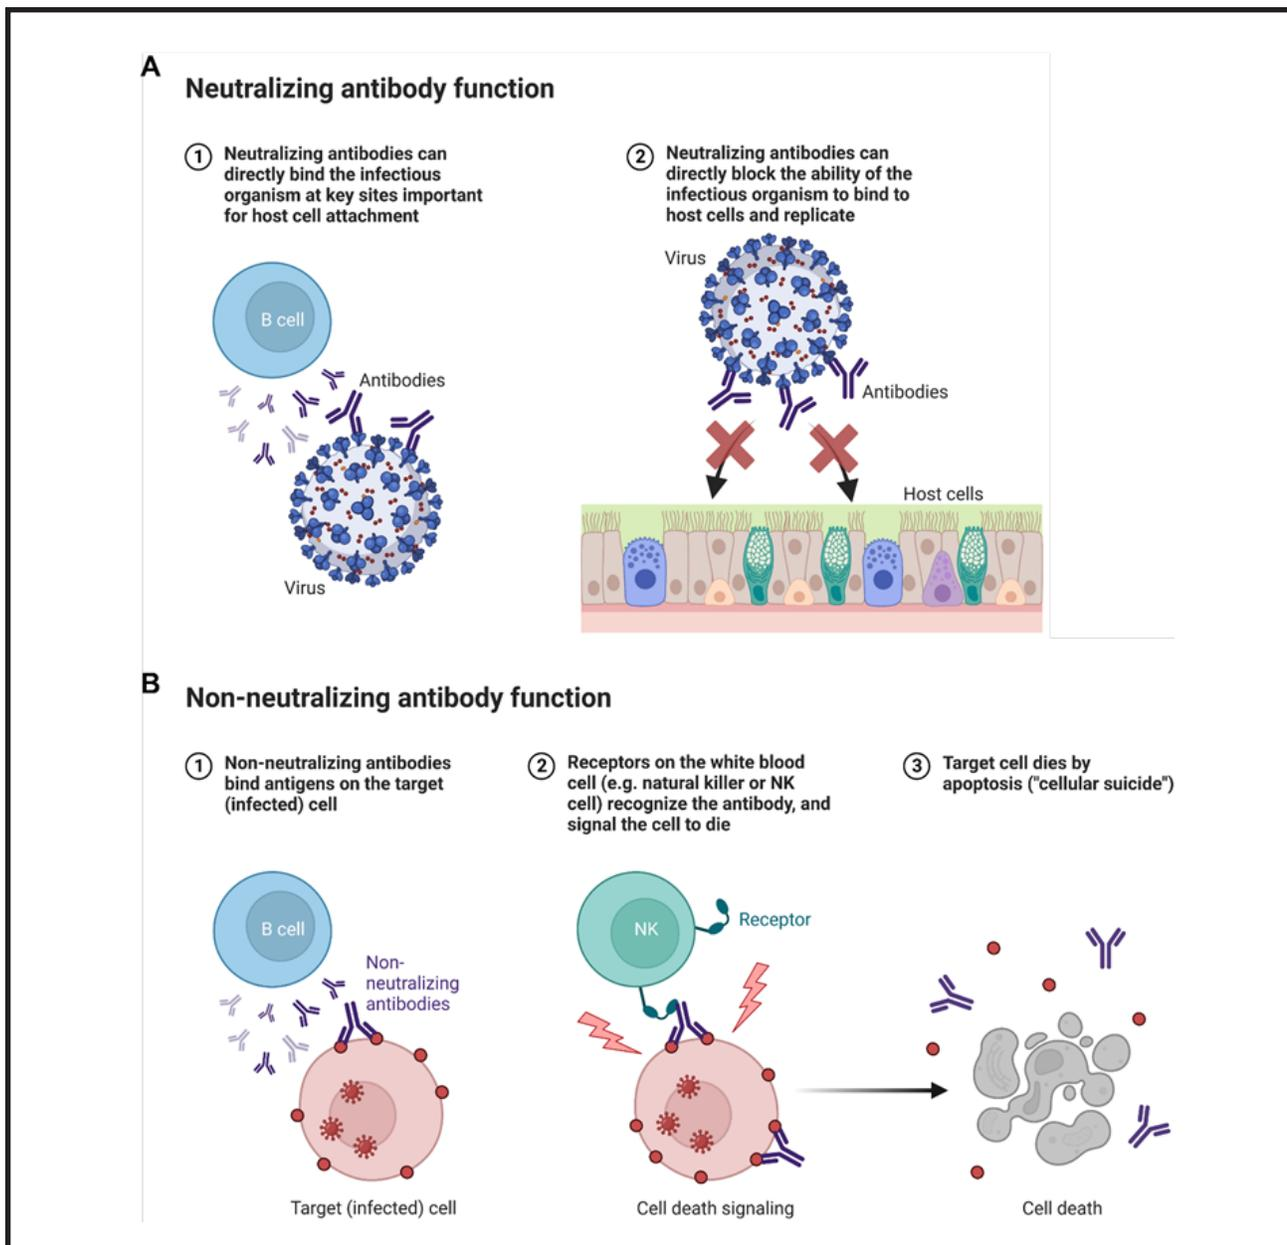 A
Neutralizing antibody function
1
Neutralizing antibodies can
directly bind the infectious
organism at key sites important
for host cell attachment
2
Neutralizing antibodies can
directly block the ability of the
infectious organism to bind to
host cells and replicate
B cell
Antibodies
Virus
Virus
Antibodies
Host cells
B
Non-neutralizing antibody function
1
Non-neutralizing antibodies
bind antigens on the target
(infected) cell
2
Receptors on the white blood
cell (e.g. natural killer or NK
cell) recognize the antibody, and
signal the cell to die
3
Target cell dies by
apoptosis ("cellular suicide")
B cell
Non-
neutralizing
antibodies
Target (infected) cell
NK
Receptor
Cell death signaling
Cell death